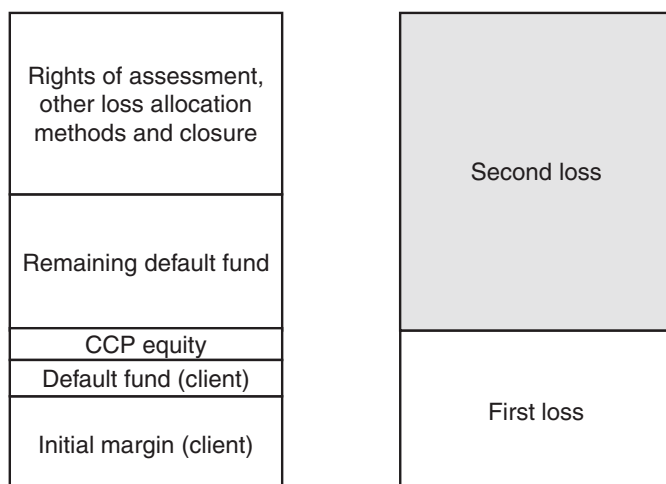 Rights of assessment,
other loss allocation
methods and closure
Remaining default fund
CCP equity
Default fund (client)
Initial margin (client)
Second loss
First loss